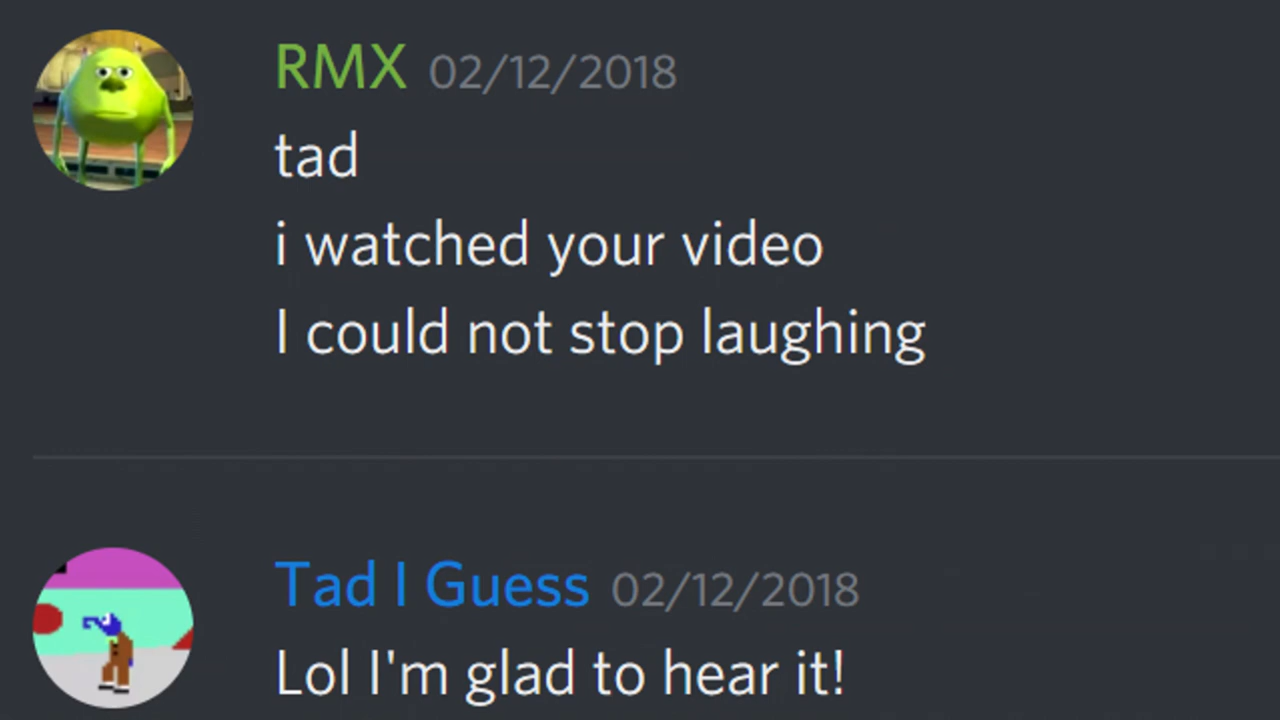 RMX 02/12/2018
tad
i watched your video
I could not stop laughing
Tad I Guess 02/12/2018
Lol I'm glad to hear it!